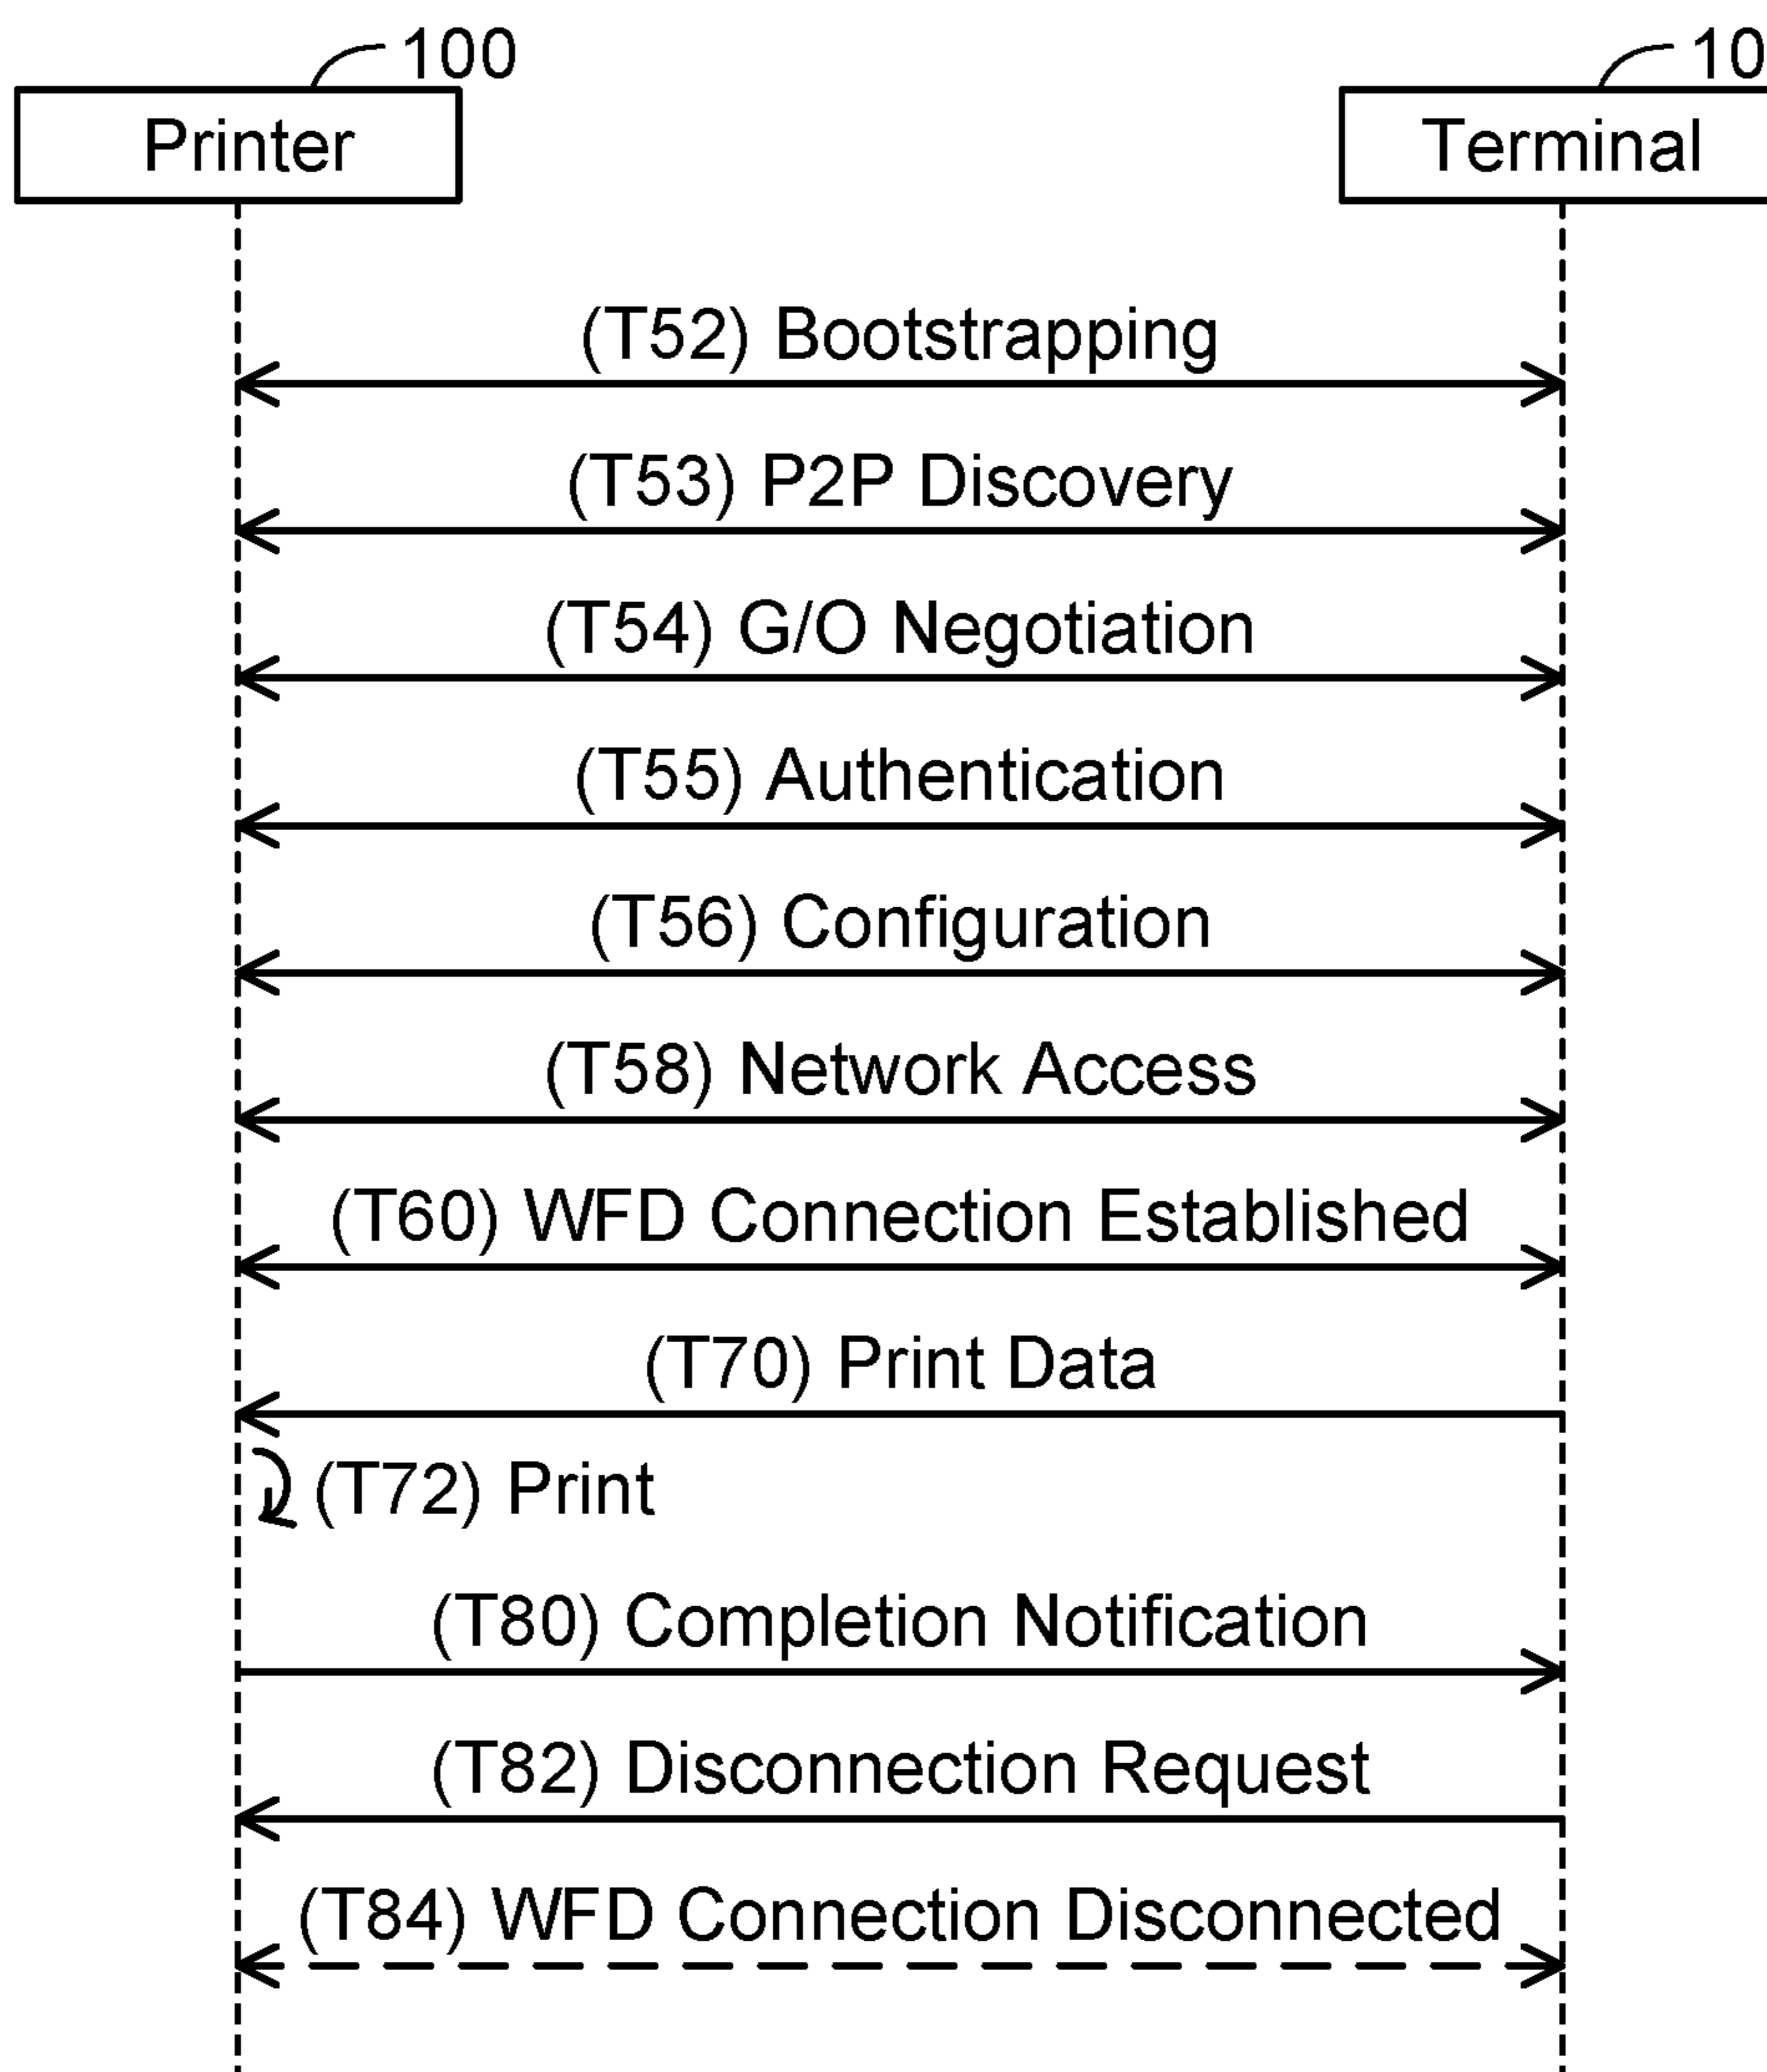 100
10
Printer
Terminal
(T52) Bootstrapping
(T53) P2P Discovery
(T54) G/O Negotiation
(T55) Authentication
(T56) Configuration
(T58) Network Access
(T60) WFD Connection Established
(T70) Print Data
(T72) Print
(T80) Completion Notification
(T82) Disconnection Request
(T84) WFD Connection Disconnected